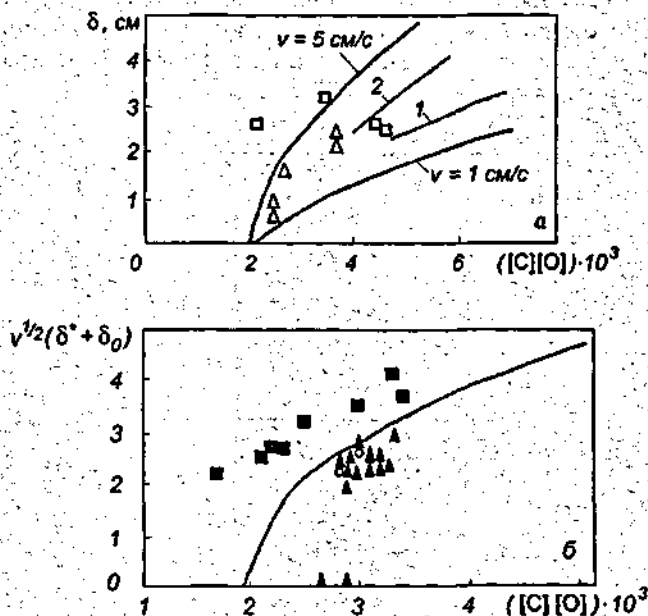 δ, см
v = 5 см/с
4
2
3
1
2
v = 1 см/с
1
а
0 2 4 6 ([C][O])·10³
v^{1/2}(δ* + δ₀)
4
3
2
1
б
0
1 2 3 4 ([C][O])·10³